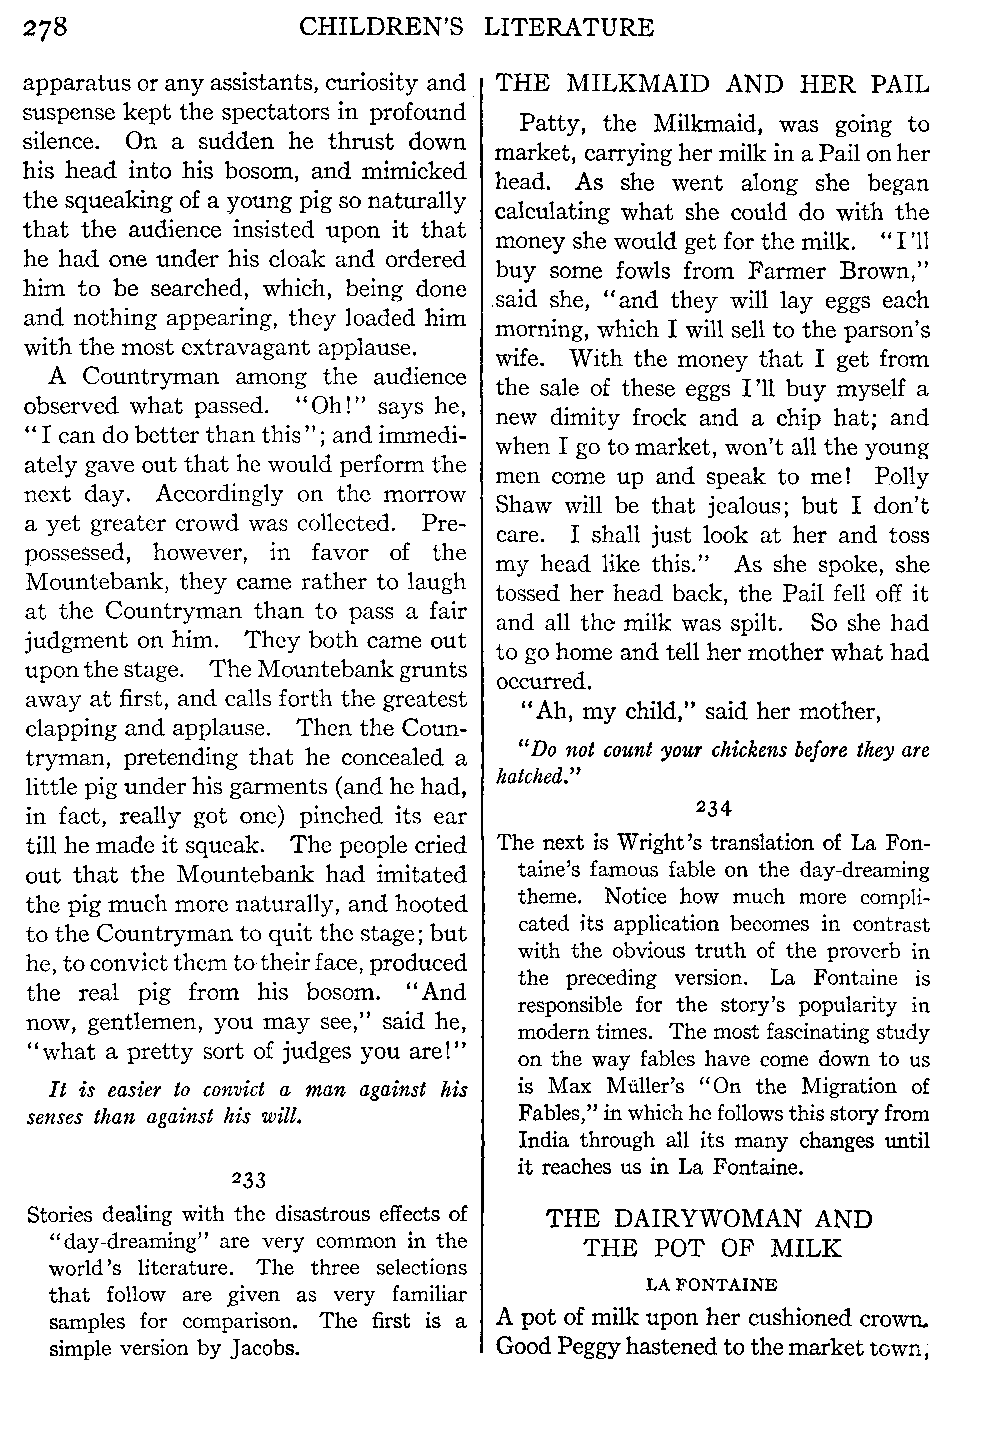 278 CHILDREN'S LITERATURE
apparatus or any assistants, curiosity and
suspense kept the spectators in profound
silence. On a sudden he thrust down
his head into his bosom, and mimicked
the squeaking of a young pig so naturally
that the audience insisted upon it that
he had one under his cloak and ordered
him to be searched, which, being done
and nothing appearing, they loaded him
with the most extravagant applause.
A Countryman among the audience
observed what passed. "Oh!" says he,
"I can do better than this"; and immedi-
ately gave out that he would perform the
next day. Accordingly on the morrow
a yet greater crowd was collected. Pre-
possessed, however, in favor of the
Mountebank, they came rather to laugh
at the Countryman than to pass a fair
judgment on him. They both came out
upon the stage. The Mountebank grunts
away at first, and calls forth the greatest
clapping and applause. Then the Coun-
tryman, pretending that he concealed a
little pig under his garments (and he had,
in fact, really got one) pinched its ear
till he made it squeak. The people cried
out that the Mountebank had imitated
the pig much more naturally, and hooted
to the Countryman to quit the stage; but
he, to convict them to their face, produced
the real pig from his bosom. "And
now, gentlemen, you may see," said he,
"what a pretty sort of judges you are!"
It is easier to convict a man against his
senses than against his will.
233
Stories dealing with the disastrous effects of
"day-dreaming" are very common in the
world's literature. The three selections
that follow are given as very familiar
samples for comparison. The first is a
simple version by Jacobs.
THE MILKMAID AND HER PAIL
Patty, the Milkmaid, was going to
market, carrying her milk in a Pail on her
head. As she went along she began
calculating what she could do with the
money she would get for the milk. "I'll
buy some fowls from Farmer Brown,"
said she, "and they will lay eggs each
morning, which I will sell to the parson's
wife. With the money that I get from
the sale of these eggs I'll buy myself a
new dimity frock and a chip hat; and
when I go to market, won't all the young
men come up and speak to me! Polly
Shaw will be that jealous; but I don't
care. I shall just look at her and toss
my head like this." As she spoke, she
tossed her head back, the Pail fell off it
and all the milk was spilt. So she had
to go home and tell her mother what had
occurred.
"Ah, my child," said her mother,
"Do not count your chickens before they are
hatched."
234
The next is Wright's translation of La Fon-
taine's famous fable on the day-dreaming
theme. Notice how much more compli-
cated its application becomes in contrast
with the obvious truth of the proverb in
the preceding version. La Fontaine is
responsible for the story's popularity in
modern times. The most fascinating study
on the way fables have come down to us
is Max Müller's "On the Migration of
Fables," in which he follows this story from
India through all its many changes until
it reaches us in La Fontaine.
THE DAIRYWOMAN AND
THE POT OF MILK
LA FONTAINE
A pot of milk upon her cushioned crown.
Good Peggy hastened to the market town;